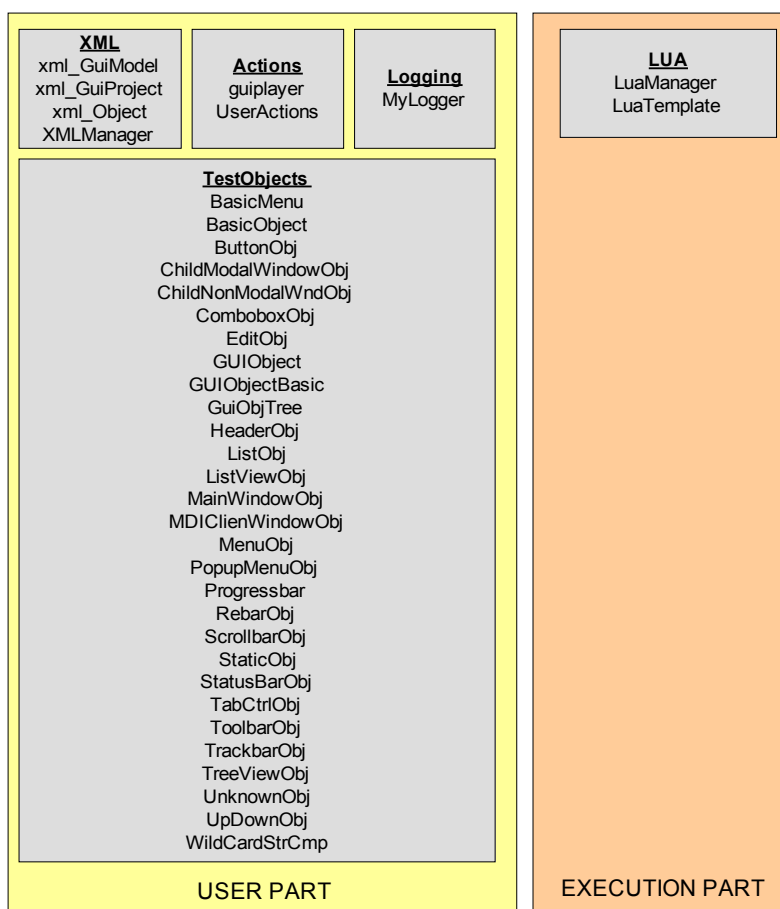 XML
xml_GuiModel
xml_GuiProject
xml_Object
XMLManager
Actions
guiplayer
UserActions
Logging
MyLogger
TestObjects
BasicMenu
BasicObject
ButtonObj
ChildModalWindowObj
ChildNonModalWndObj
ComboboxObj
EditObj
GUIObject
GUIObjectBasic
GuiObjTree
HeaderObj
ListObj
ListViewObj
MainWindowObj
MDIClienWindowObj
MenuObj
PopupMenuObj
Progressbar
RebarObj
ScrollbarObj
StaticObj
StatusBarObj
TabCtrlObj
ToolbarObj
TrackbarObj
TreeViewObj
UnknownObj
UpDownObj
WildCardStrCmp
USER PART
LUA
LuaManager
LuaTemplate
EXECUTION PART